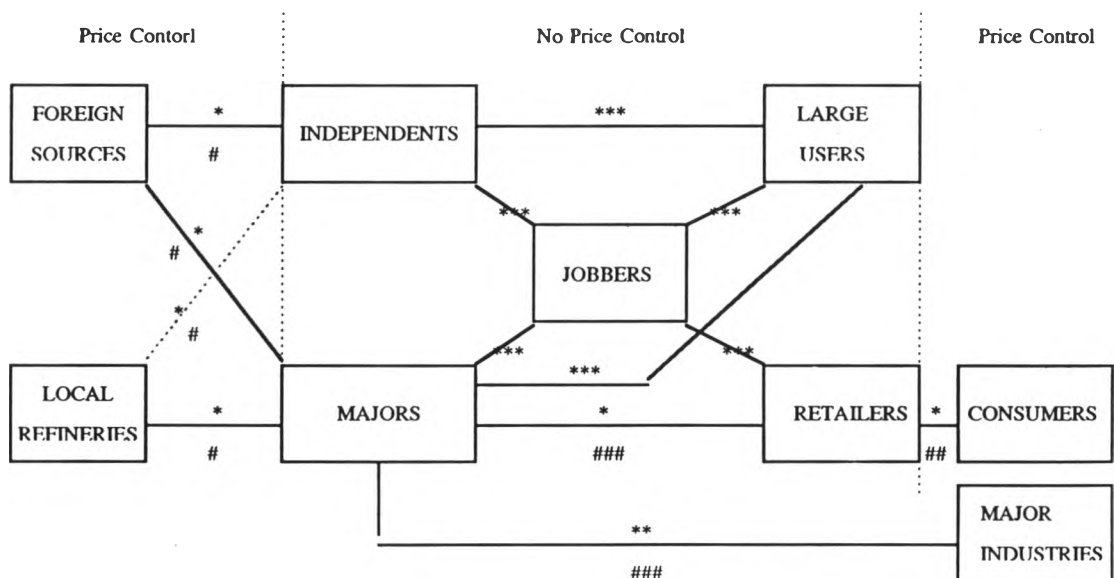 Price Contorl
No Price Control
Price Control
FOREIGN
SOURCES
*
#
INDEPENDENTS
***
LARGE
USERS
***
***
JOBBERS
*
#
*
#
***
***
***
LOCAL
REFINERIES
*
#
MAJORS
*
###
RETAILERS
*
##
CONSUMERS
**
###
MAJOR
INDUSTRIES